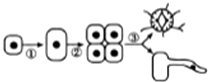 ① ② ③